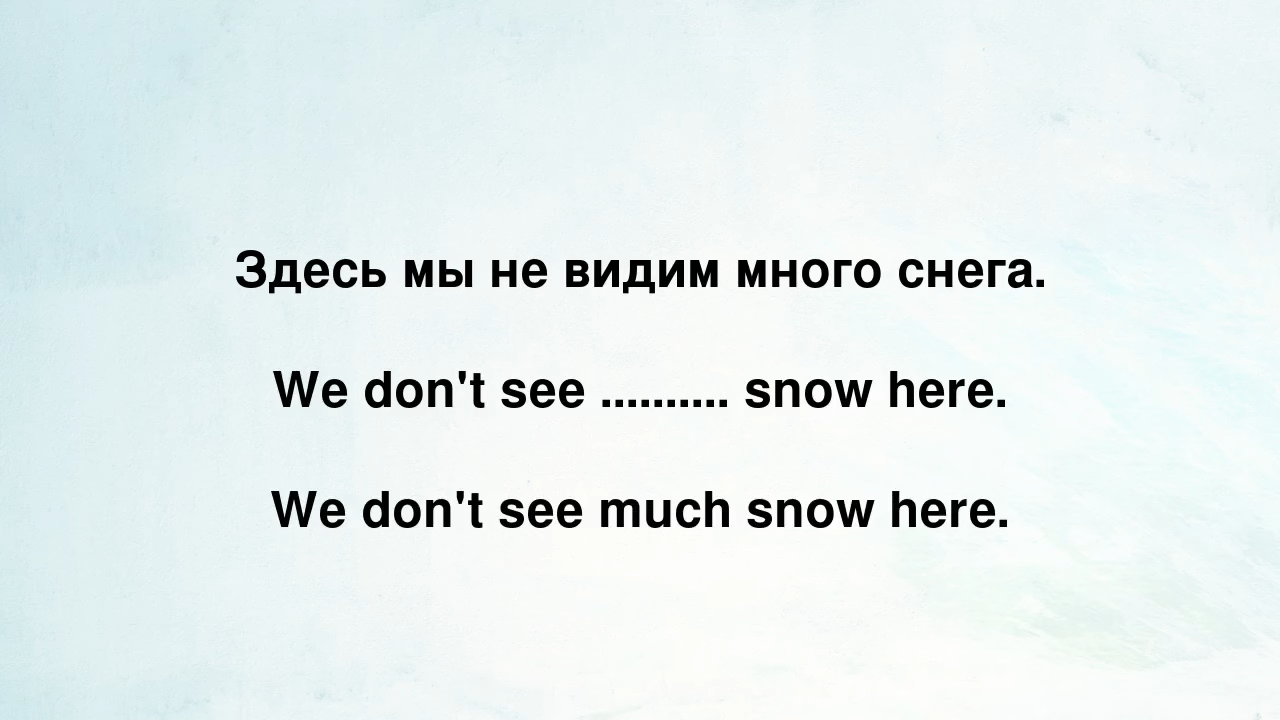 Здесь мы не видим много снега.
We don't see .......... snow here.
We don't see much snow here.